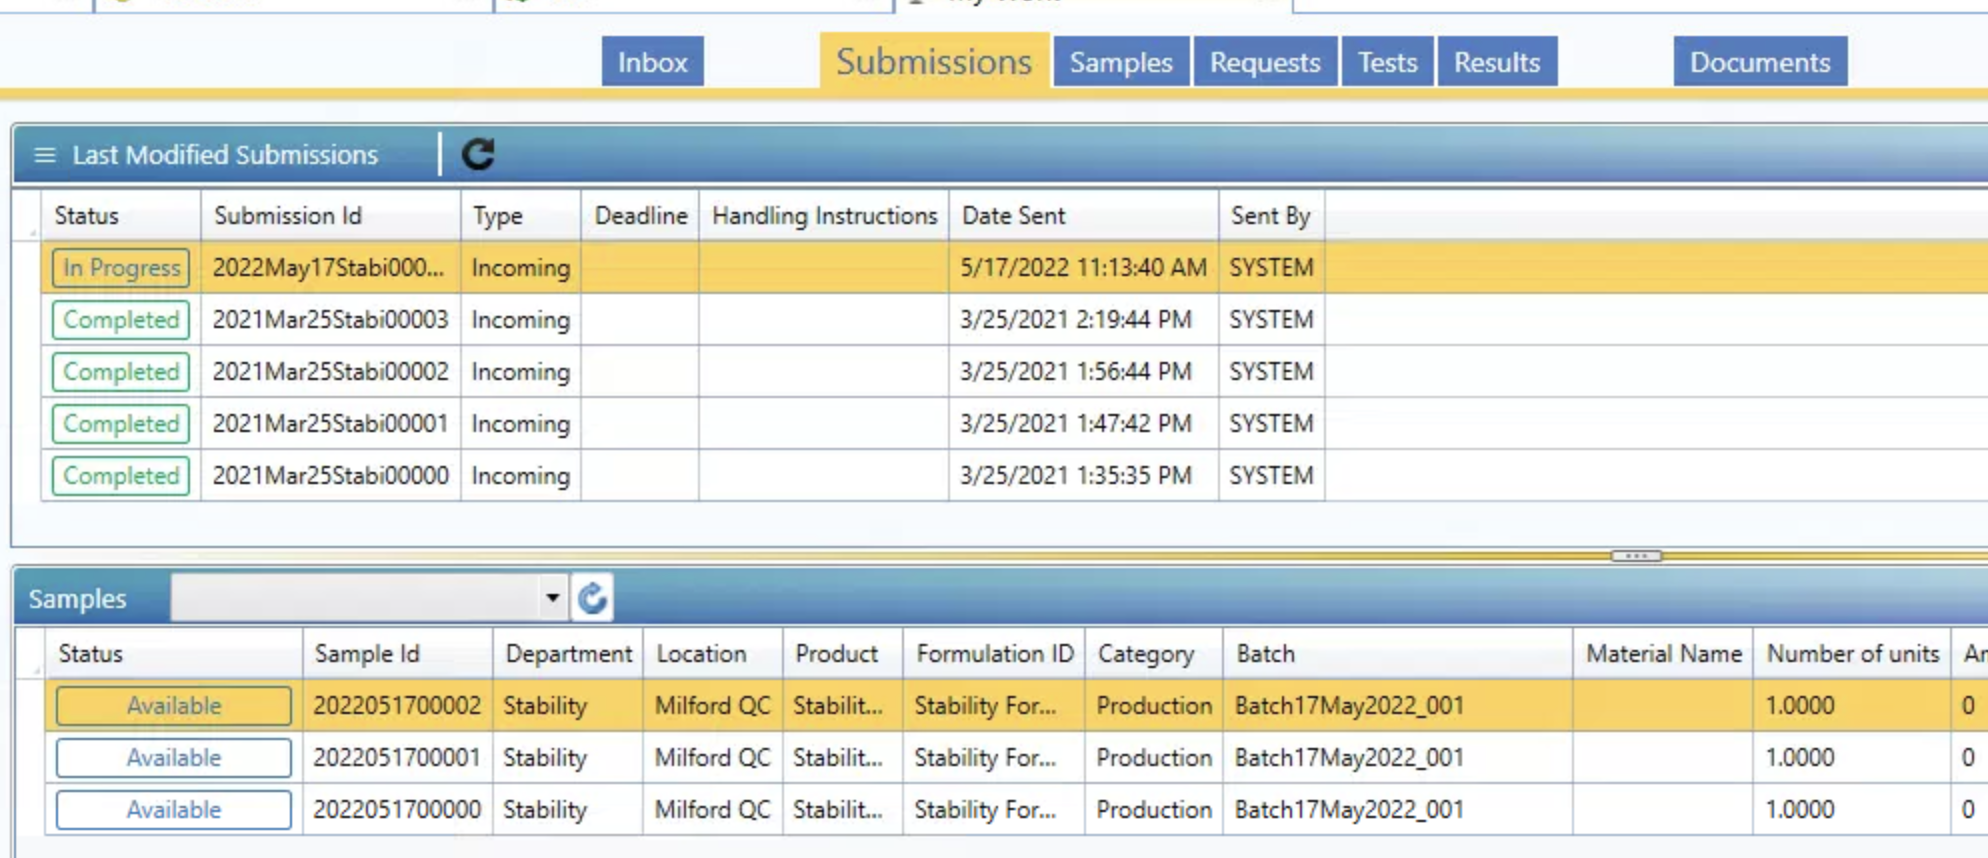 Inbox Submissions Samples Requests Tests Results Documents
Last Modified Submissions
Status Submission Id Type Deadline Handling Instructions Date Sent Sent By
In Progress 2022May17Stabi000... Incoming 5/17/2022 11:13:40 AM SYSTEM
Completed 2021Mar25Stabi00003 Incoming 3/25/2021 2:19:44 PM SYSTEM
Completed 2021Mar25Stabi00002 Incoming 3/25/2021 1:56:44 PM SYSTEM
Completed 2021Mar25Stabi00001 Incoming 3/25/2021 1:47:42 PM SYSTEM
Completed 2021Mar25Stabi00000 Incoming 3/25/2021 1:35:35 PM SYSTEM
Samples
Status Sample Id Department Location Product Formulation ID Category Batch Material Name Number of units
Available 2022051700002 Stability Milford QC Stabilit... Stability For... Production Batch17May2022_001 1.0000 0
Available 2022051700001 Stability Milford QC Stabilit... Stability For... Production Batch17May2022_001 1.0000 0
Available 2022051700000 Stability Milford QC Stabilit... Stability For... Production Batch17May2022_001 1.0000 0